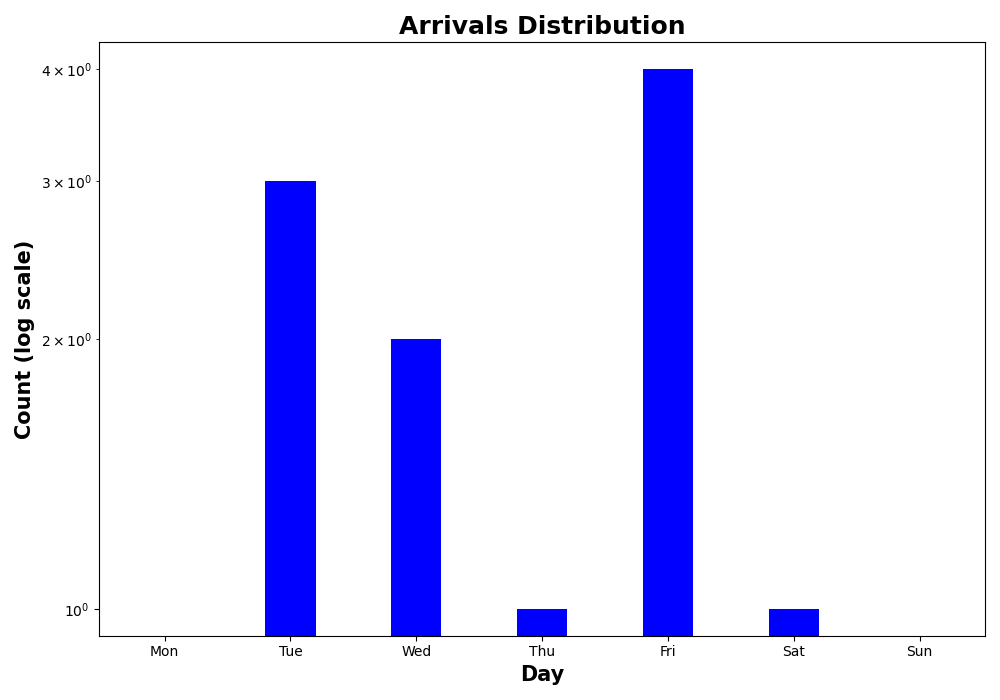 Arrivals Distribution
4 × 10⁰
3 × 10⁰
2 × 10⁰
10⁰
Count (log scale)
Mon Tue Wed Thu Fri Sat Sun
Day